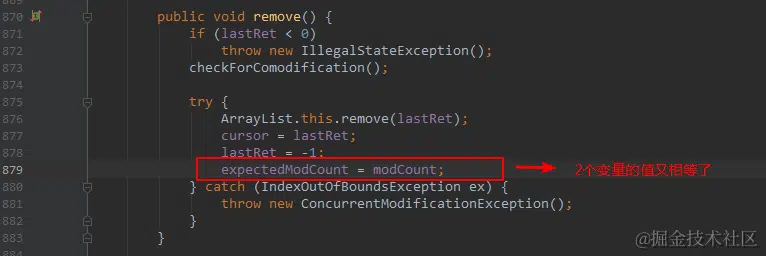 870 public void remove() {
871 if (lastRet < 0)
872 throw new IllegalStateException();
873 checkForComodification();
874
875 try {
876 ArrayList.this.remove(lastRet);
877 cursor = lastRet;
878 lastRet = -1;
879 expectedModCount = modCount; 2个变量的值又相等了
880 } catch (IndexOutOfBoundsException ex) {
881 throw new ConcurrentModificationException();
882 }
883 }
@掘金技术社区